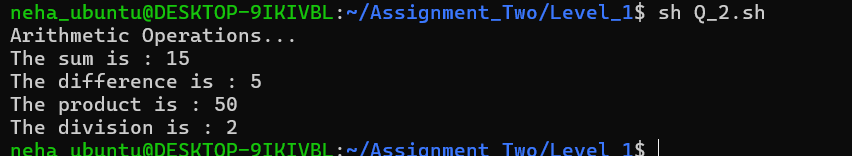 neha_ubuntu@DESKTOP-9IKIVBL:~/Assignment_Two/Level_1$ sh Q_2.sh
Arithmetic Operations...
The sum is : 15
The difference is : 5
The product is : 50
The division is : 2
neha_ubuntu@DESKTOP-9IKIVBL:~/Assignment_Two/Level_1$